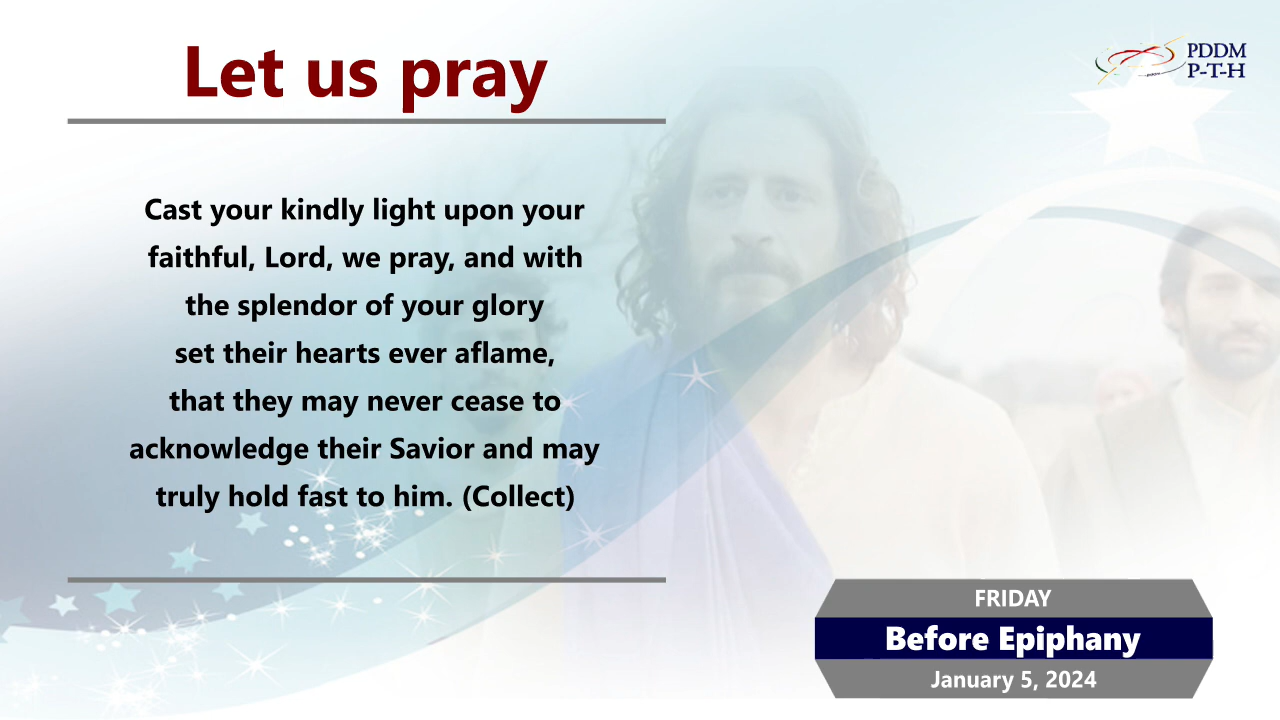 Let us pray
PDDM
P-T-H
Cast your kindly light upon your
faithful, Lord, we pray, and with
the splendor of your glory
set their hearts ever aflame,
that they may never cease to
acknowledge their Savior and may
truly hold fast to him. (Collect)
FRIDAY
Before Epiphany
January 5, 2024